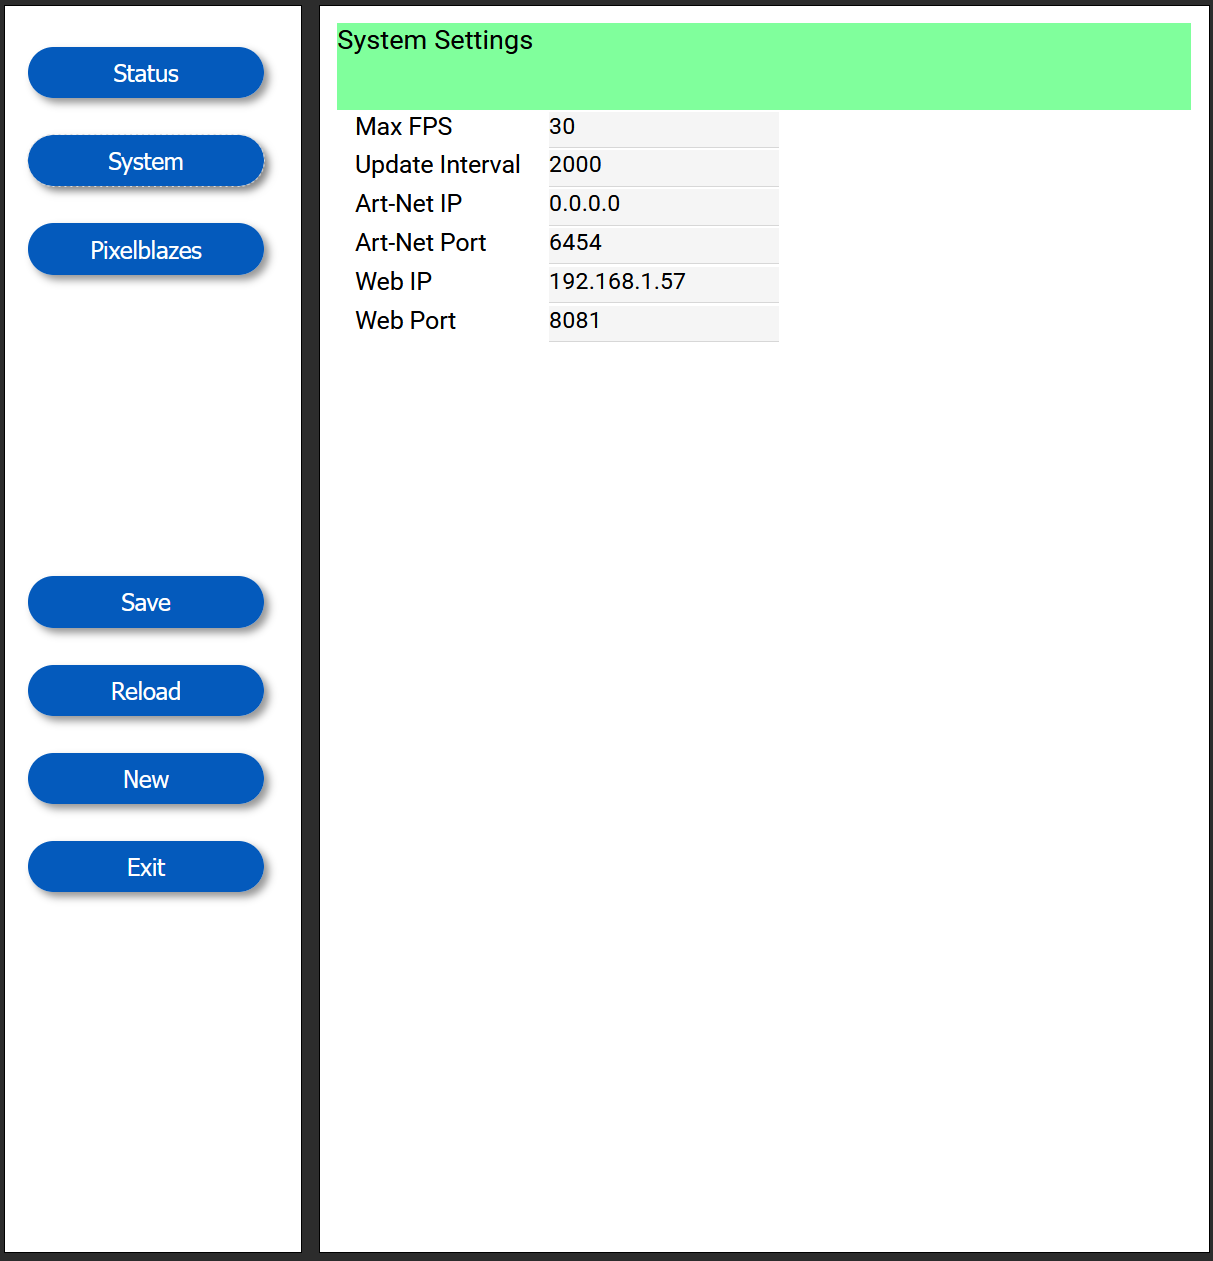 Status
System
Pixelblazes
Save
Reload
New
Exit
System Settings
Max FPS 30
Update Interval 2000
Art-Net IP 0.0.0.0
Art-Net Port 6454
Web IP 192.168.1.57
Web Port 8081